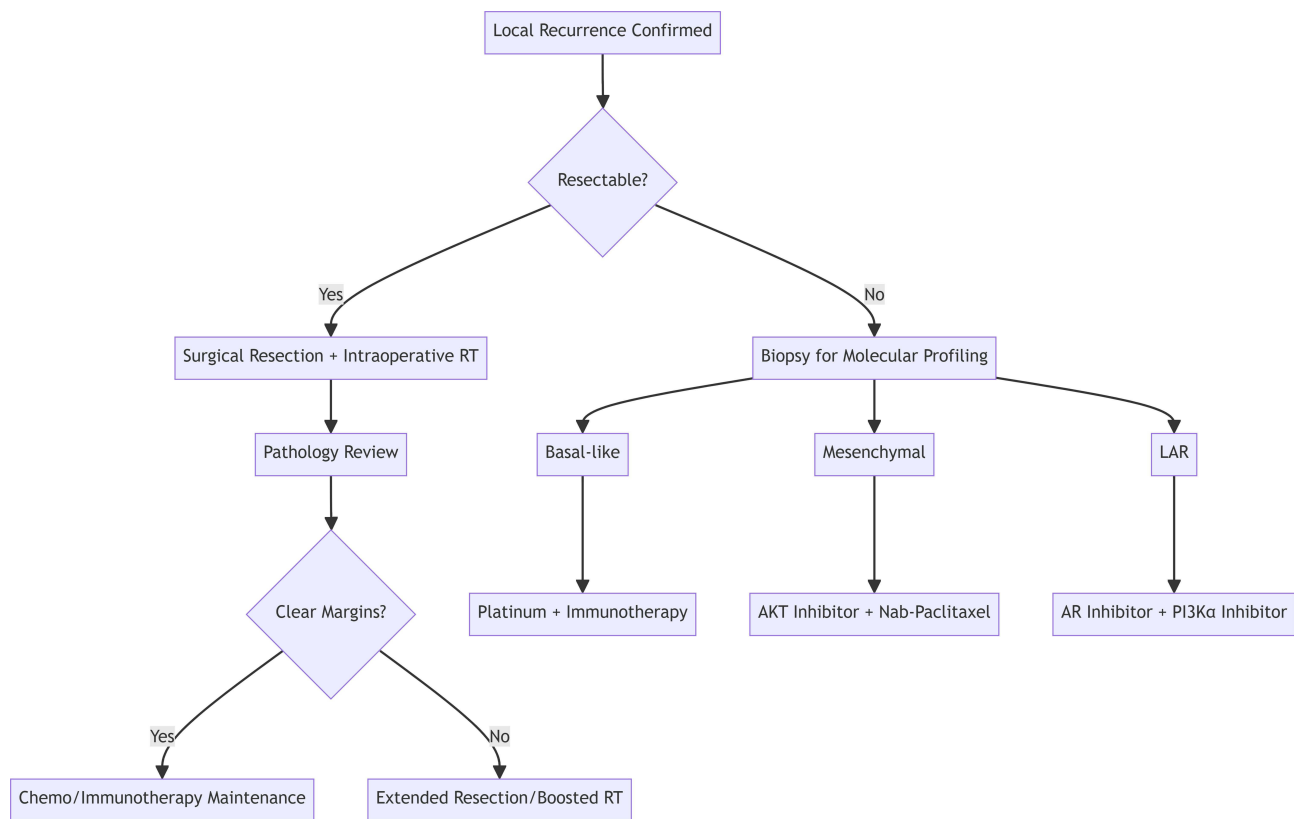 Local Recurrence Confirmed
Resectable?
Yes
No
Surgical Resection + Intraoperative RT
Biopsy for Molecular Profiling
Pathology Review
Basal-like
Mesenchymal
LAR
Clear Margins?
Platinum + Immunotherapy
AKT Inhibitor + Nab-Paclitaxel
AR Inhibitor + PI3Kα Inhibitor
Yes
No
Chemo/Immunotherapy Maintenance
Extended Resection/Boosted RT